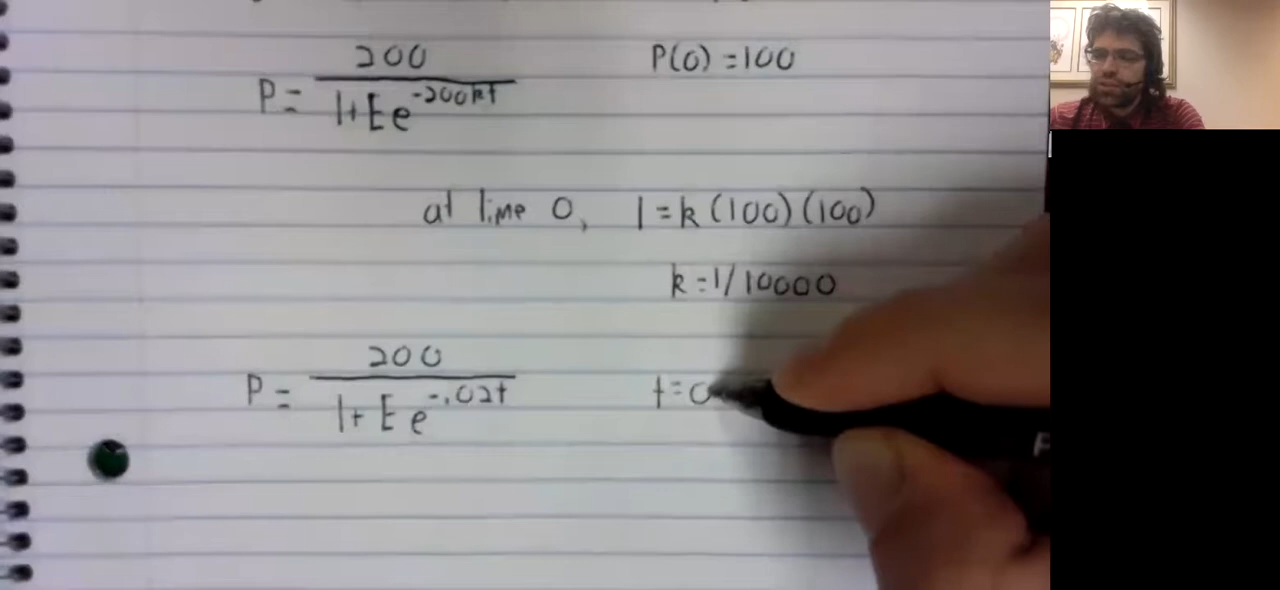 P = 200 / (1+Ee^-200kt)    P(0) = 100
at time 0,    1 = k(100)(100)
k = 1/10000
P = 200 / (1+Ee^-.02t)    t=0